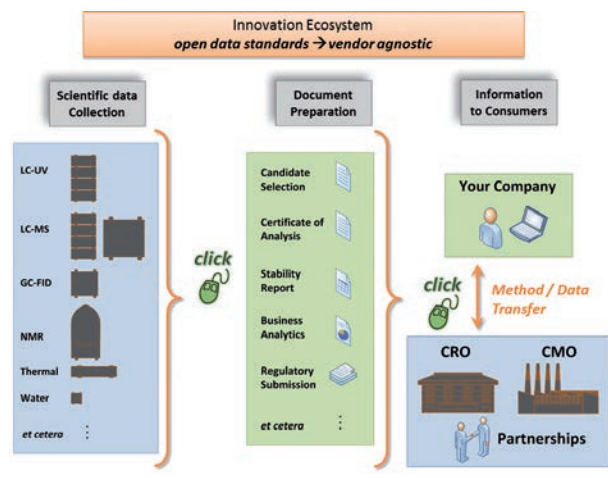 Innovation Ecosystem
open data standards → vendor agnostic
Scientific data
Collection
Document
Preparation
Information
to Consumers
LC-UV
LC-MS
GC-FID
NMR
Thermal
Water
et cetera
click
Candidate
Selection
Certificate of
Analysis
Stability
Report
Business
Analytics
Regulatory
Submission
et cetera
Your Company
click
Method / Data
Transfer
CRO
CMO
Partnerships